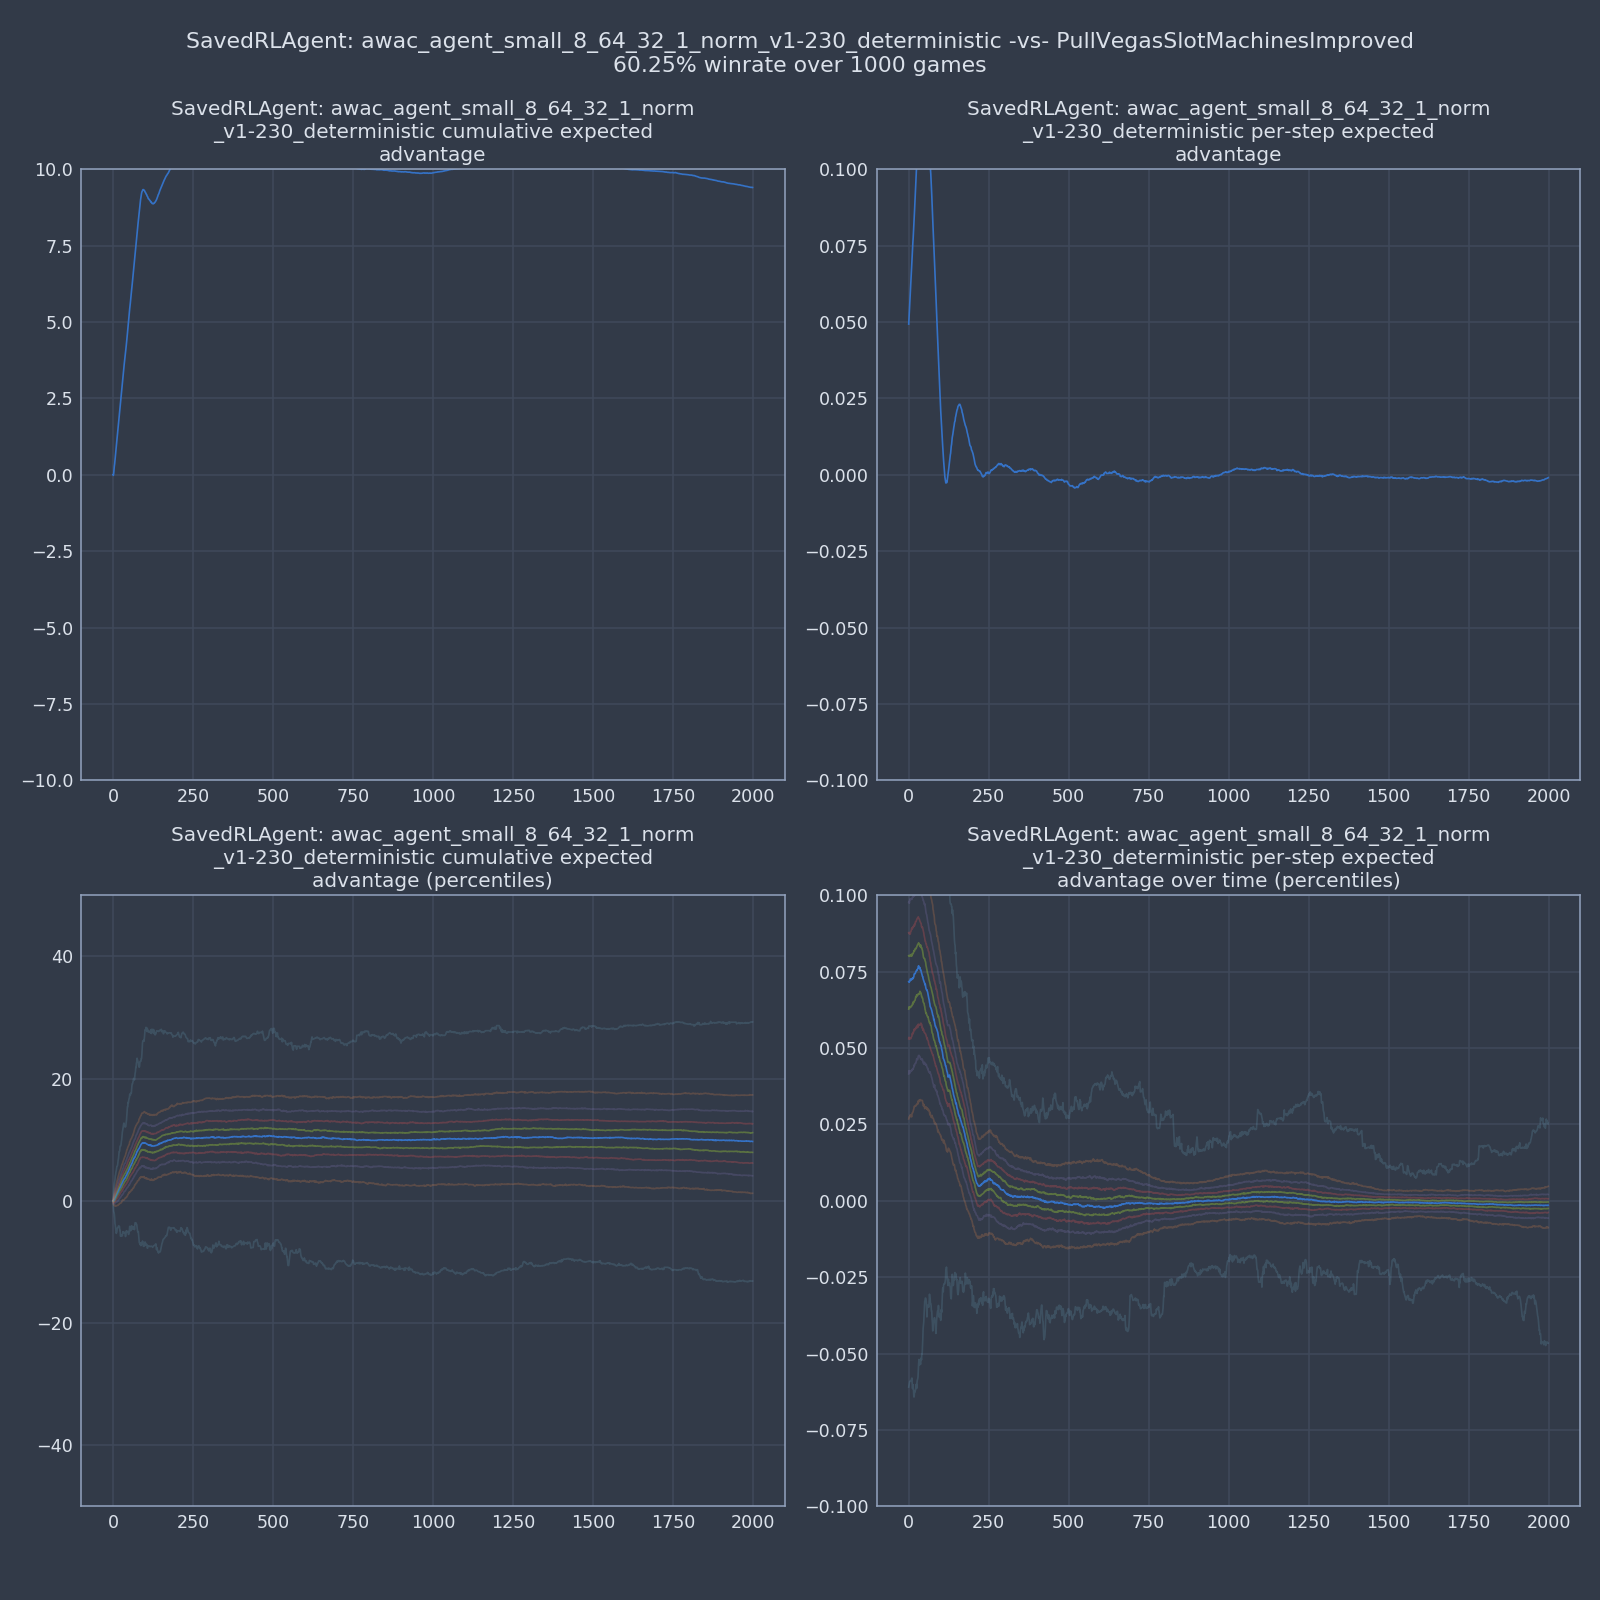 SavedRLAgent: awac_agent_small_8_64_32_1_norm_v1-230_deterministic -vs- PullVegasSlotMachinesImproved
60.25% winrate over 1000 games
SavedRLAgent: awac_agent_small_8_64_32_1_norm
_v1-230_deterministic cumulative expected
advantage
10.0
7.5
5.0
2.5
0.0
−2.5
−5.0
−7.5
−10.0
0 250 500 750 1000 1250 1500 1750 2000
SavedRLAgent: awac_agent_small_8_64_32_1_norm
_v1-230_deterministic per-step expected
advantage
0.100
0.075
0.050
0.025
0.000
−0.025
−0.050
−0.075
−0.100
0 250 500 750 1000 1250 1500 1750 2000
SavedRLAgent: awac_agent_small_8_64_32_1_norm
_v1-230_deterministic cumulative expected
advantage (percentiles)
40
20
0
−20
−40
0 250 500 750 1000 1250 1500 1750 2000
SavedRLAgent: awac_agent_small_8_64_32_1_norm
_v1-230_deterministic per-step expected
advantage over time (percentiles)
0.100
0.075
0.050
0.025
0.000
−0.025
−0.050
−0.075
−0.100
0 250 500 750 1000 1250 1500 1750 2000